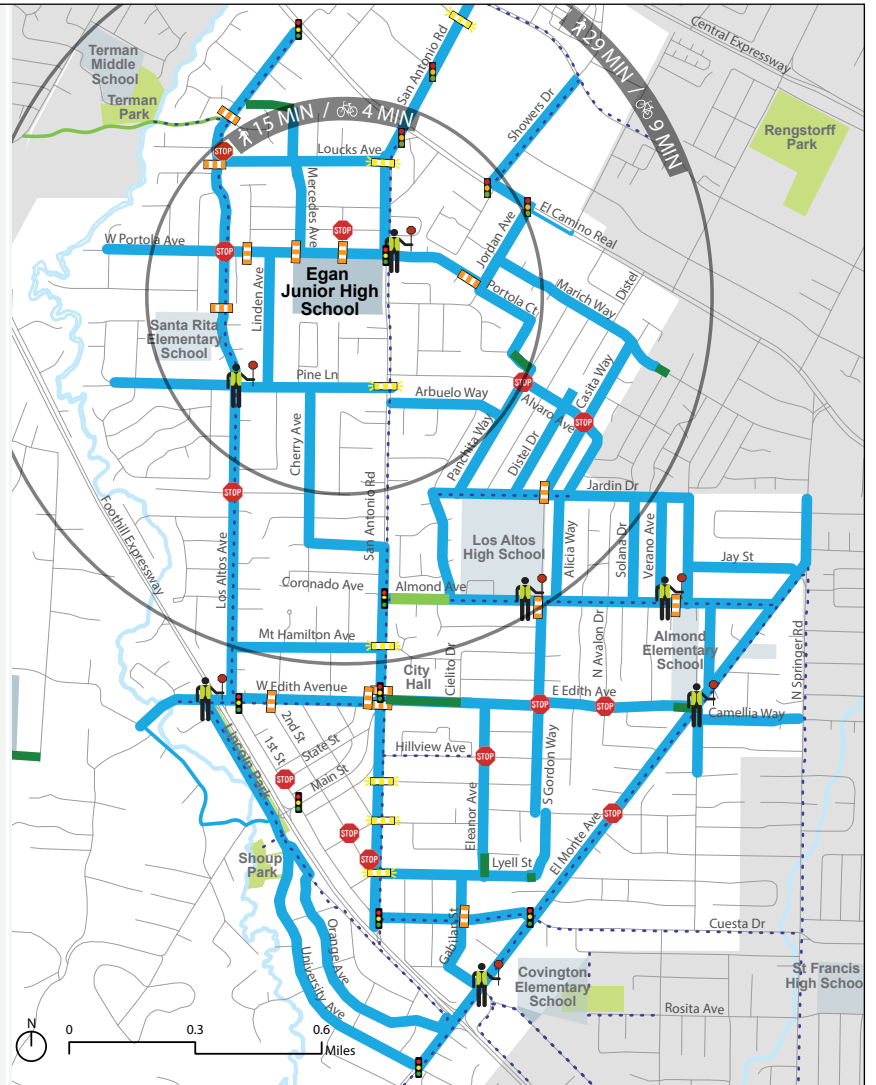 Terman
Middle
School
Terman
Park
San Antonio Rd
Central Expressway
29 MIN / 9 MIN
15 MIN / 4 MIN
Showers Dr
Rengstorff
Park
STOP
Loucks Ave
Mercedes Ave
STOP
El Camino Real
W Portola Ave
STOP
Jordan Ave
Egan
Junior High
School
Linden Ave
Portola Ct
Marich Way
Distel
Santa Rita
Elementary
School
Pine Ln
Arbuelo Way
STOP
Alvaro Ave
Casita Way
STOP
Cherry Ave
Panchita Way
Distel Dr
STOP
San Antonio Rd
Jardin Dr
Foothill Expressway
Los Altos Ave
Los Altos
High School
Alicia Way
Solana Dr
Verano Ave
Jay St
Coronado Ave
Almond Ave
Mt Hamilton Ave
Almond
Elementary
School
N Avalon Dr
N Springer Rd
City
Hall
Cielito Dr
W Edith Avenue
E Edith Ave
STOP
STOP
Camellia Way
Lincoln Park
2nd St
1st St
State St
Main St
Hillview Ave
STOP
S Gordon Way
STOP
Eleanor Ave
El Monte Ave
STOP
STOP
STOP
Lyell St
Shoup
Park
Gabilan St
Cuesta Dr
Orange Ave
University Ave
Covington
Elementary
School
St Francis
High School
Rosita Ave
N
0
0.3
0.6
Miles